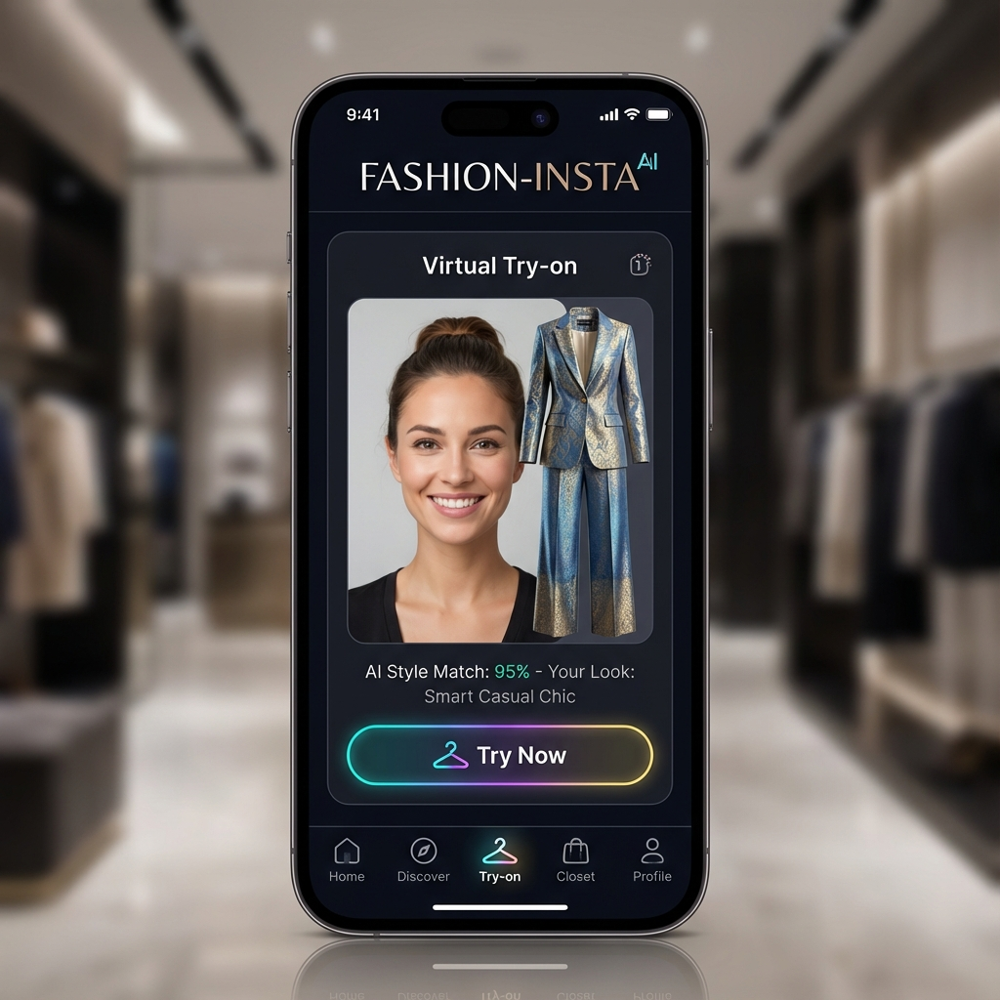 9:41
FASHION-INSTA AI
Virtual Try-on
AI Style Match: 95% - Your Look:
Smart Casual Chic
Try Now
Home Discover Try-on Closet Profile